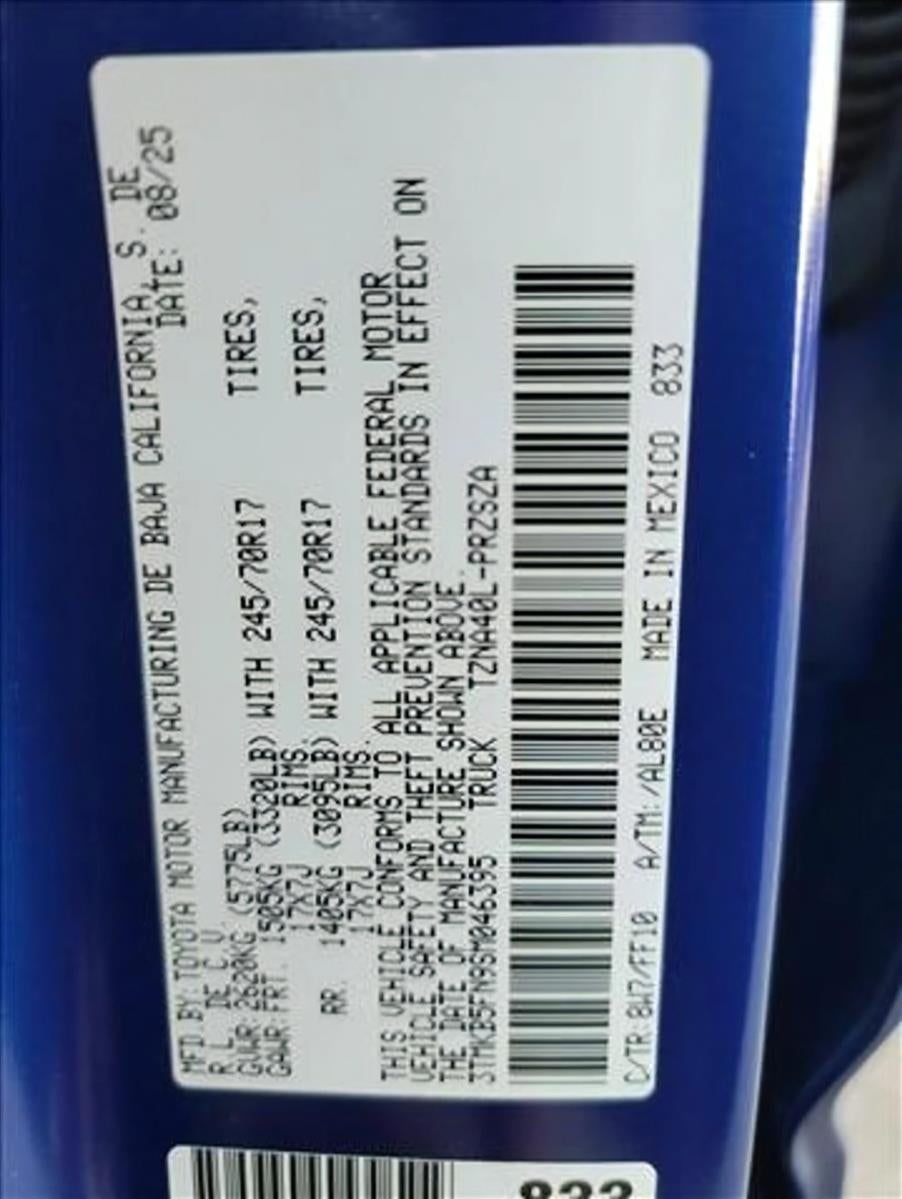 MFD.BY:TOYOTA MOTOR MANUFACTURING DE BAJA CALIFORNIA, S. DE
R L. DE C.V. DATE: 08/25
GVWR:2620KG (5775LB)
GAWR:FRT. 1505KG (3320LB) WITH 245/70R17 TIRES,
17X7J RIMS.
RR. 1405KG (3095LB) WITH 245/70R17 TIRES,
17X7J RIMS.
THIS VEHICLE CONFORMS TO ALL APPLICABLE FEDERAL MOTOR
VEHICLE SAFETY AND THEFT PREVENTION STANDARDS IN EFFECT ON
THE DATE OF MANUFACTURE SHOWN ABOVE.
3TMKB5FN9SM046395 TRUCK TZNA40L-PRZSZA
C/TR:8W7/FF10 A/TM:/AL80E MADE IN MEXICO 833
833